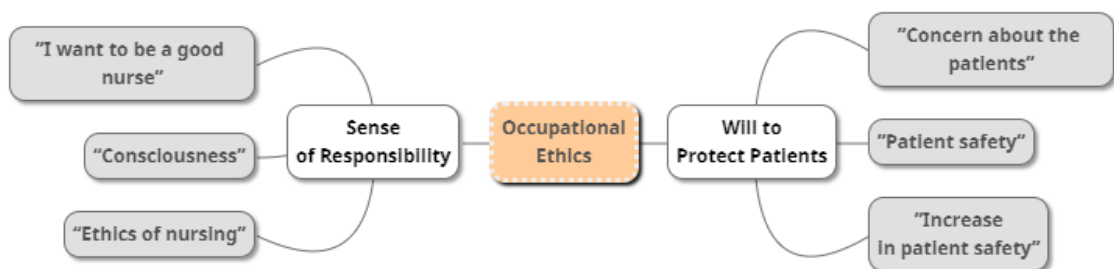 ”I want to be a good
nurse”
“Consciousness”
“Ethics of nursing”
Sense
of Responsibility
Occupational
Ethics
Will to
Protect Patients
”Concern about the
patients”
”Patient safety”
”Increase
in patient safety”